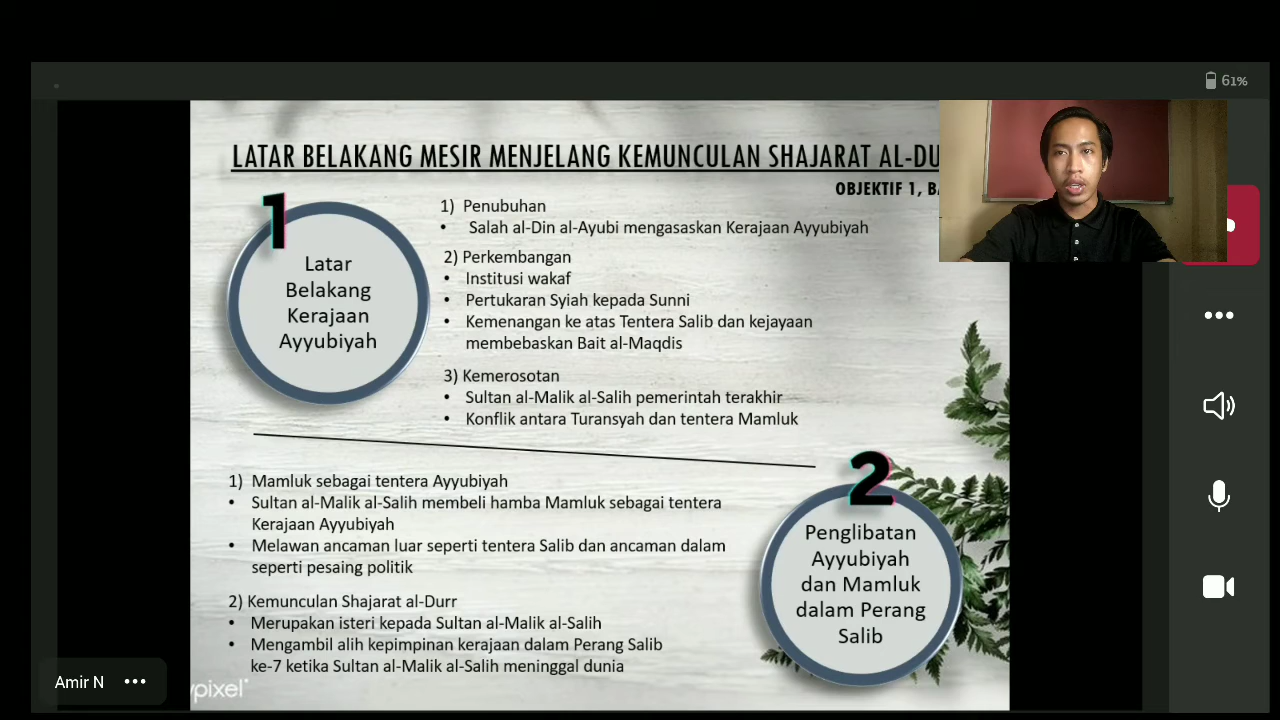 61%
LATAR BELAKANG MESIR MENJELANG KEMUNCULAN SHAJARAT
OBJEKTIF 1,
1
Latar
Belakang
Kerajaan
Ayyubiyah
1) Penubuhan
• Salah al-Din al-Ayubi mengasaskan Kerajaan Ayyubiyah
2) Perkembangan
• Institusi wakaf
• Pertukaran Syiah kepada Sunni
• Kemenangan ke atas Tentera Salib dan kejayaan
membebaskan Bait al-Maqdis
3) Kemerosotan
• Sultan al-Malik al-Salih pemerintah terakhir
• Konflik antara Turansyah dan tentera Mamluk
1) Mamluk sebagai tentera Ayyubiyah
• Sultan al-Malik al-Salih membeli hamba Mamluk sebagai tentera
Kerajaan Ayyubiyah
• Melawan ancaman luar seperti tentera Salib dan ancaman dalam
seperti pesaing politik
2) Kemunculan Shajarat al-Durr
• Merupakan isteri kepada Sultan al-Malik al-Salih
• Mengambil alih kepimpinan kerajaan dalam Perang Salib
ke-7 ketika Sultan al-Malik al-Salih meninggal dunia
2
Penglibatan
Ayyubiyah
dan Mamluk
dalam Perang
Salib
Amir N